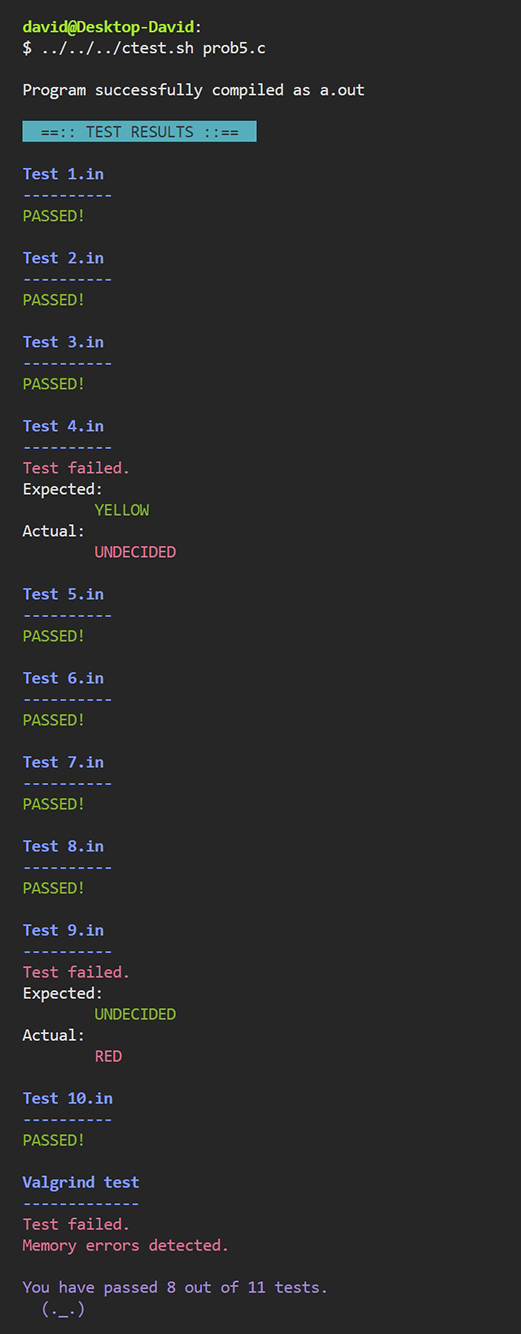 david@Desktop-David:
$ ../../../ctest.sh prob5.c
Program successfully compiled as a.out
==:: TEST RESULTS ::==
Test 1.in
----------
PASSED!
Test 2.in
----------
PASSED!
Test 3.in
----------
PASSED!
Test 4.in
----------
Test failed.
Expected:
YELLOW
Actual:
UNDECIDED
Test 5.in
----------
PASSED!
Test 6.in
----------
PASSED!
Test 7.in
----------
PASSED!
Test 8.in
----------
PASSED!
Test 9.in
----------
Test failed.
Expected:
UNDECIDED
Actual:
RED
Test 10.in
----------
PASSED!
Valgrind test
-------------
Test failed.
Memory errors detected.
You have passed 8 out of 11 tests.
(._.)